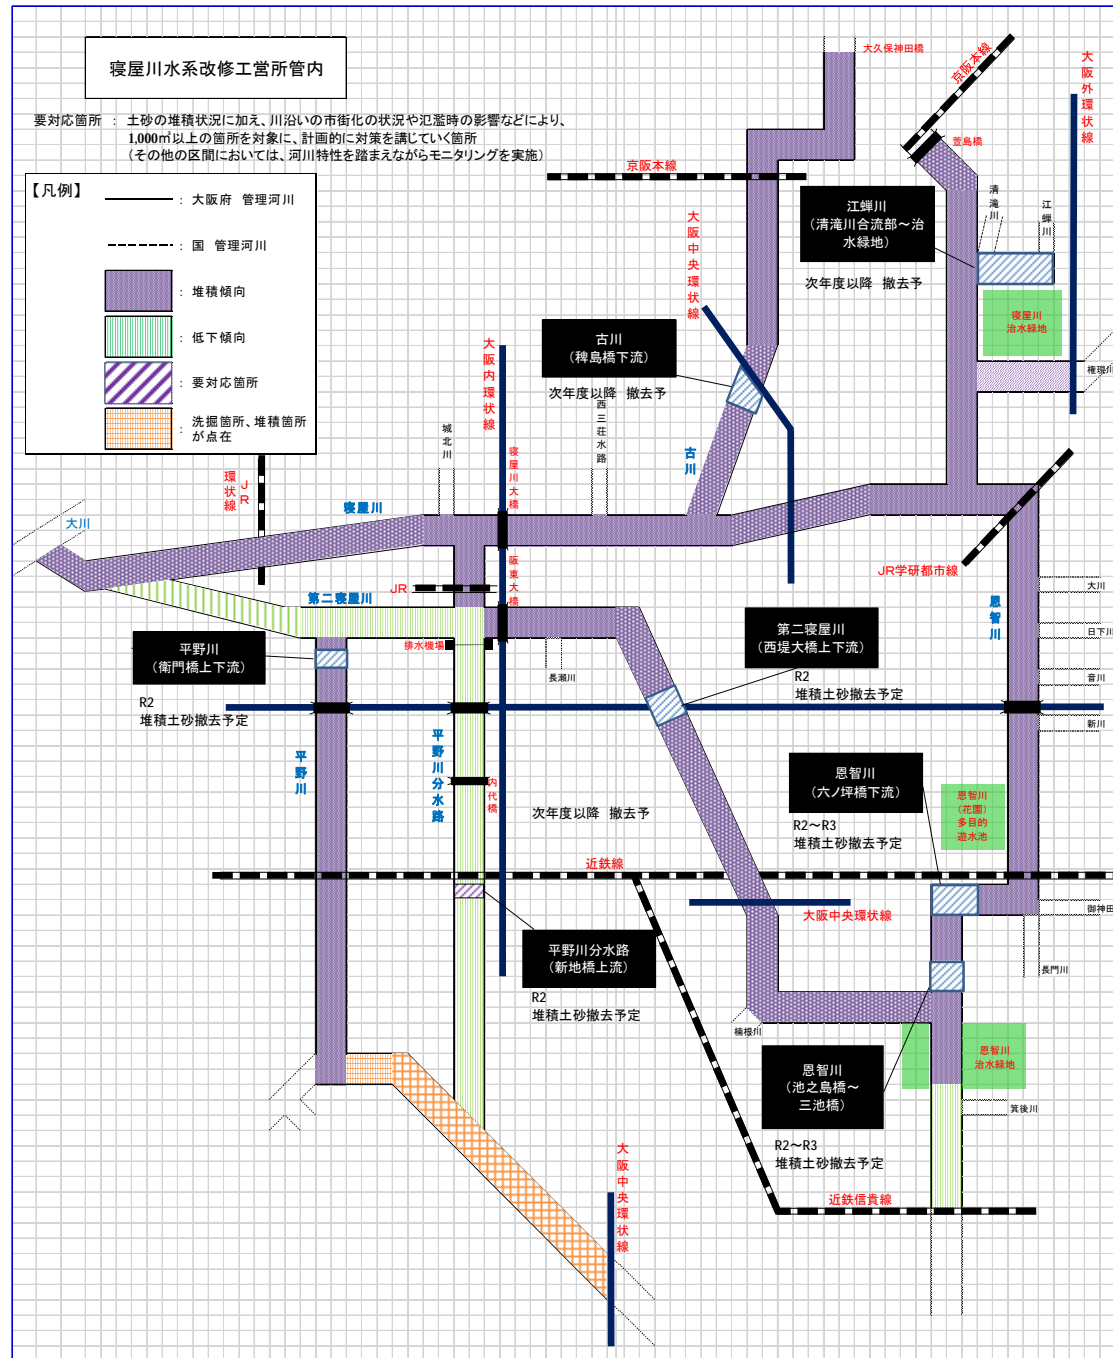 寝屋川水系改修工営所管内
要対応箇所 ： 土砂の堆積状況に加え、川沿いの市街化の状況や氾濫時の影響などにより、
1,000㎥以上の箇所を対象に、計画的に対策を講じていく箇所
（その他の区間においては、河川特性を踏まえながらモニタリングを実施）
【凡例】
： 大阪府 管理河川
： 国 管理河川
： 堆積傾向
： 低下傾向
： 要対応箇所
： 洗掘箇所、堆積箇所
が点在
大久保神田橋
京阪本線
大阪外環状線
萱島橋
京阪本線
清滝川
江蝉川
江蝉川
（清滝川合流部～治
水緑地）
次年度以降 撤去予
大阪中央環状線
寝屋川
治水緑地
権現川
古川
（稗島橋下流）
次年度以降 撤去予
大阪内環状線
西三荘水路
城北川
古川
寝屋川大橋
JR
環状線
大川
寝屋川
JR学研都市線
阪東大橋
JR
第二寝屋川
恩智川
大川
日下川
音川
新川
排水機場
長瀬川
平野川
（衛門橋上下流）
R2
堆積土砂撤去予定
第二寝屋川
（西堤大橋上下流）
R2
堆積土砂撤去予定
平野川
平野川分水路
内代橋
次年度以降 撤去予
恩智川
（六ノ坪橋下流）
R2～R3
堆積土砂撤去予定
恩智川
（花園）
多目的
遊水池
近鉄線
大阪中央環状線
御神田
長門川
平野川分水路
（新地橋上流）
R2
堆積土砂撤去予定
楠根川
恩智川
（池之島橋～
三池橋）
R2～R3
堆積土砂撤去予定
恩智川
治水緑地
箕後川
大阪中央環状線
近鉄信貴線